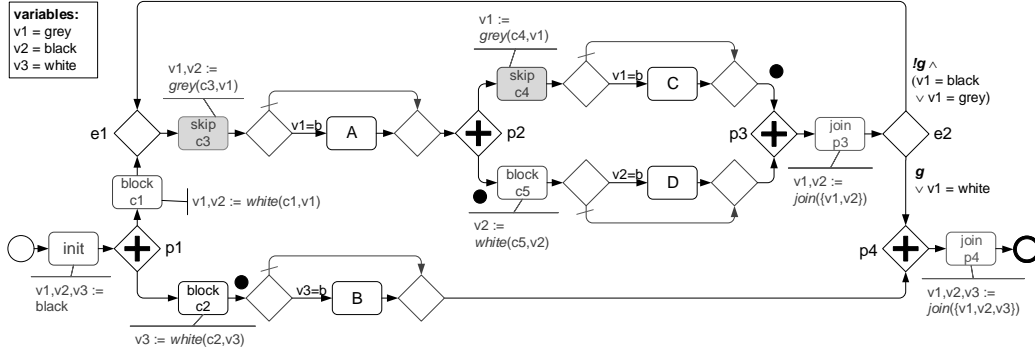 variables:
v1 = grey
v2 = black
v3 = white
v1 :=
grey(c4,v1)
v1,v2 :=
grey(c3,v1)
skip
c4
v1=b
C
!g ∧
(v1 = black
∨ v1 = grey)
e1
skip
c3
v1=b
A
p2
p3
join
p3
e2
block
c1
v1,v2 := white(c1,v1)
block
c5
v2=b
D
v1,v2 :=
join({v1,v2})
g
∨ v1 = white
v2 :=
white(c5,v2)
init
p1
p4
join
p4
v1,v2,v3 :=
black
block
c2
v3=b
B
v1,v2,v3 :=
join({v1,v2,v3})
v3 := white(c2,v3)